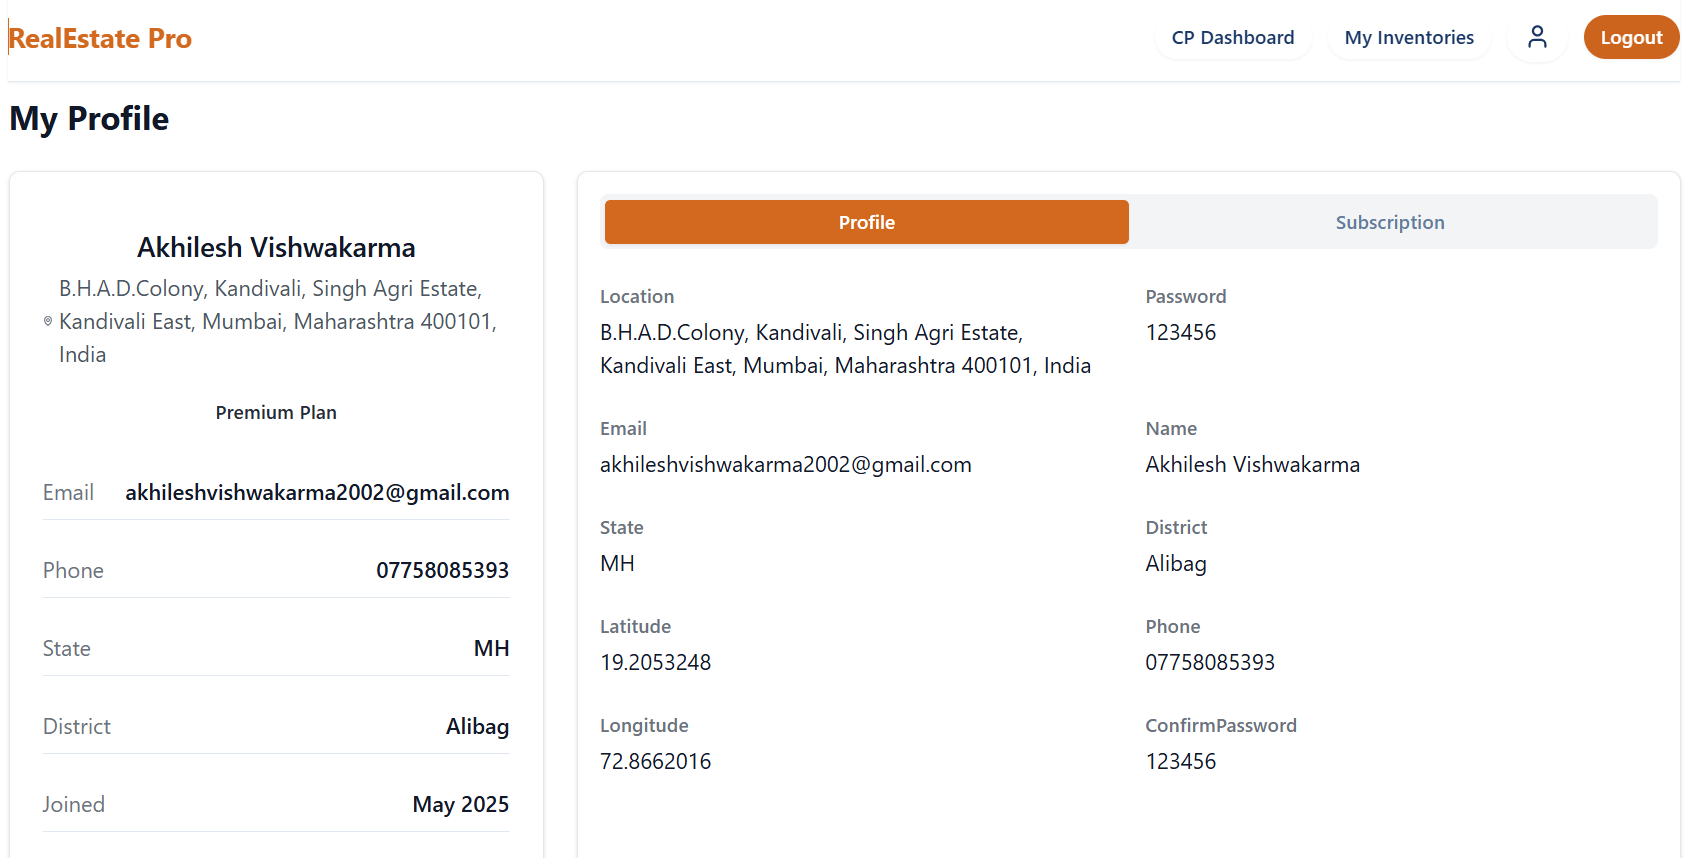 RealEstate Pro
CP Dashboard
My Inventories
Logout
My Profile
Akhilesh Vishwakarma
B.H.A.D.Colony, Kandivali, Singh Agri Estate,
Kandivali East, Mumbai, Maharashtra 400101,
India
Premium Plan
Email akhileshvishwakarma2002@gmail.com
Phone 07758085393
State MH
District Alibag
Joined May 2025
Profile
Subscription
Location
B.H.A.D.Colony, Kandivali, Singh Agri Estate,
Kandivali East, Mumbai, Maharashtra 400101, India
Password
123456
Email
akhileshvishwakarma2002@gmail.com
Name
Akhilesh Vishwakarma
State
MH
District
Alibag
Latitude
19.2053248
Phone
07758085393
Longitude
72.8662016
ConfirmPassword
123456